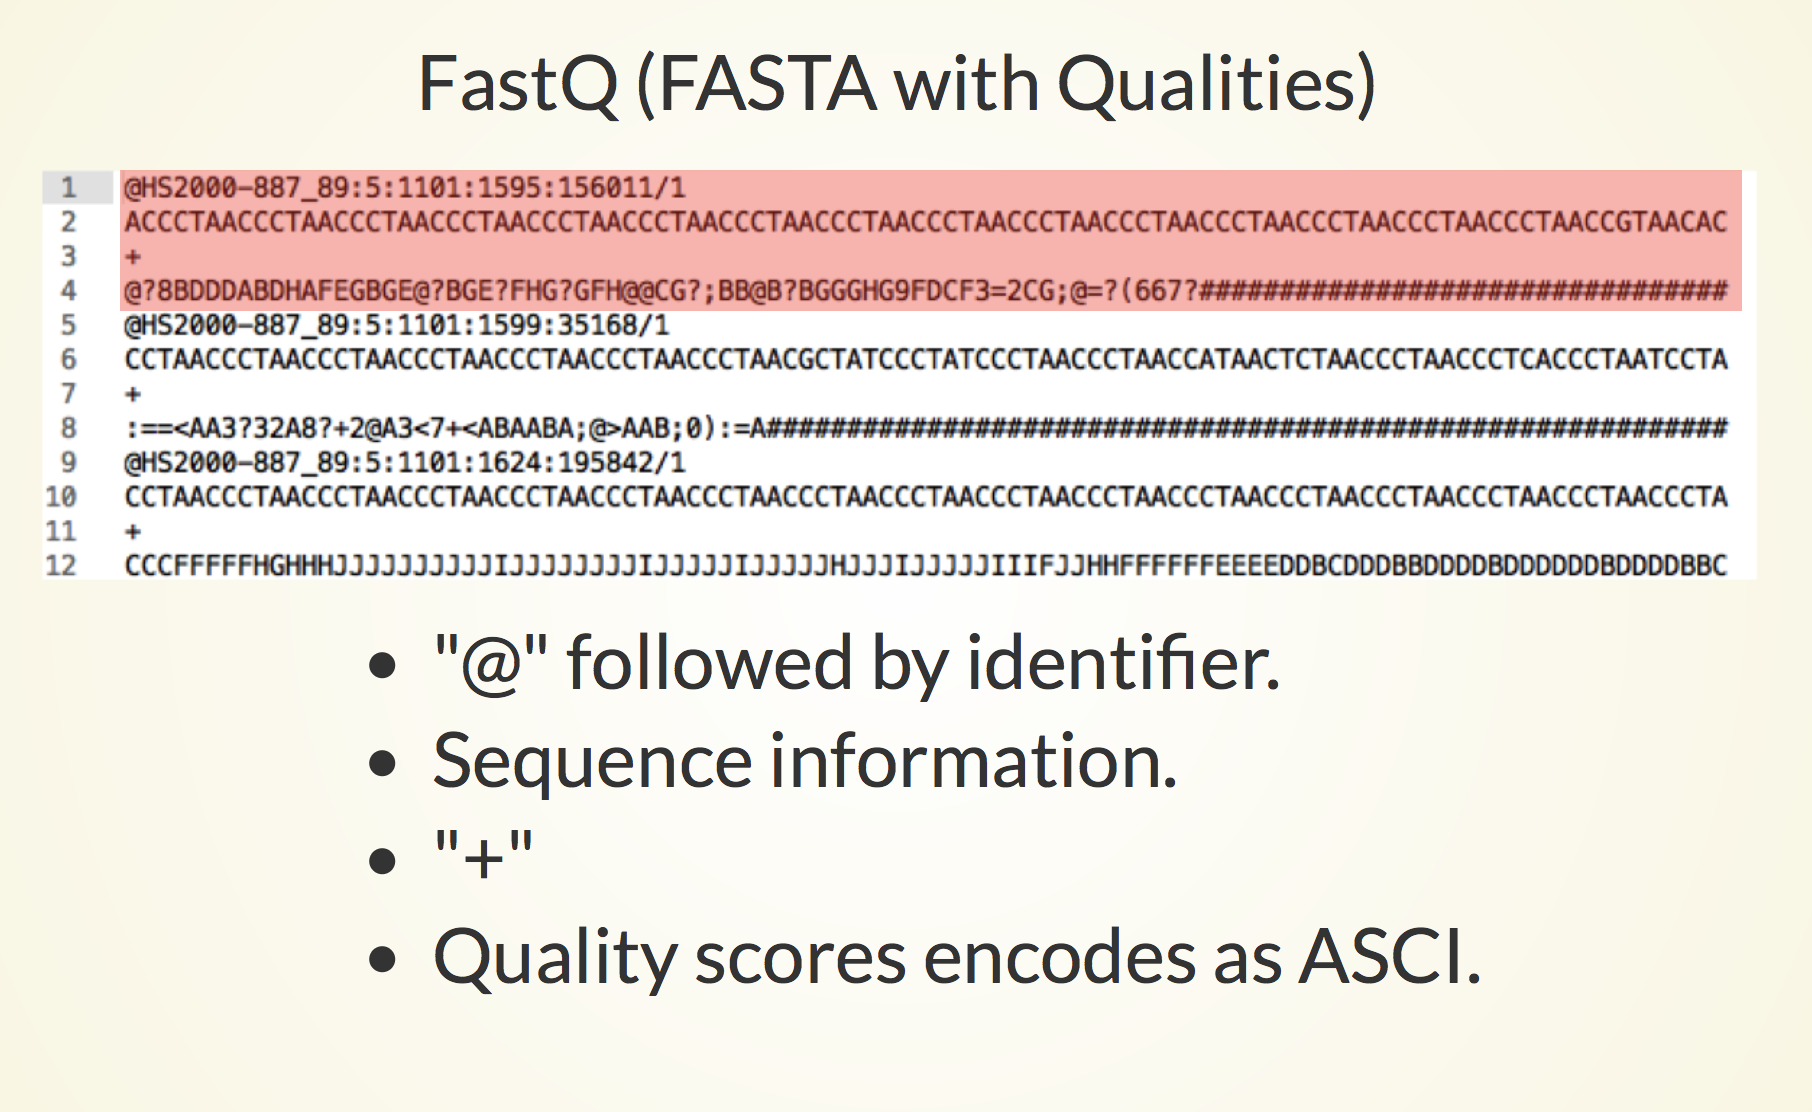 FastQ (FASTA with Qualities)
1 @HS2000-887_89:5:1101:1595:156011/1
2 ACCCTAACCCTAACCCTAACCCTAACCCTAACCCTAACCCTAACCCTAACCCTAACCCTAACCCTAACCCTAACCCTAACCCTAACCCTAACCGTAACAC
3 +
4 @?8BDDDABDHAFEGBGE@?BGE?FHG?GFH@@CG?;BB@B?BGGGHG9FDCF3=2CG;@=?(667?#################################
5 @HS2000-887_89:5:1101:1599:35168/1
6 CCTAACCCTAACCCTAACCCTAACCCTAACCCTAACCCTAACGCTATCCCTATCCCTAACCCTAACCATAACTCTAACCCTAACCCTCACCCTAATCCTA
7 +
8 :==<AA3?32A8?+2@A3<7+<ABAABA;@>AAB;0):=A############################################################
9 @HS2000-887_89:5:1101:1624:195842/1
10 CCTAACCCTAACCCTAACCCTAACCCTAACCCTAACCCTAACCCTAACCCTAACCCTAACCCTAACCCTAACCCTAACCCTAACCCTAACCCTAACCCTA
11 +
12 CCCFFFFFHGHHHJJJJJJJJJJIJJJJJJJJIJJJJJIJJJJJHJJJIJJJJJIIIFJJHHFFFFFFEEEEDDBCDDDBBDDDDBDDDDDDBDDDDBBC
• "@" followed by identifier.
• Sequence information.
• "+"
• Quality scores encodes as ASCI.